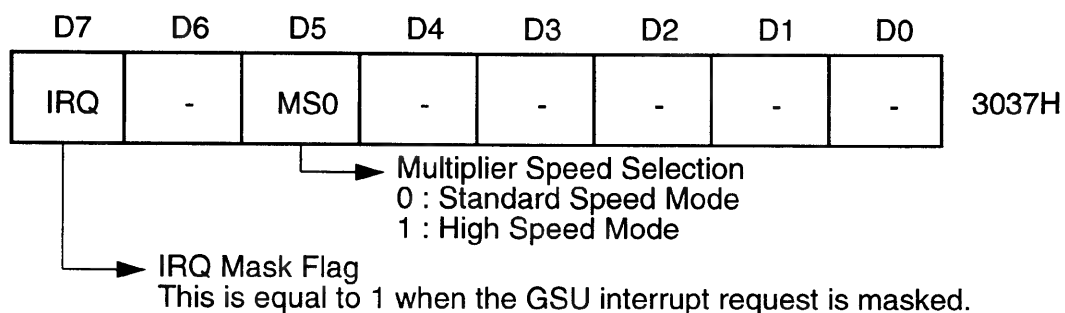 D7 D6 D5 D4 D3 D2 D1 D0
IRQ - MS0 - - - - - 3037H
Multiplier Speed Selection
0 : Standard Speed Mode
1 : High Speed Mode
IRQ Mask Flag
This is equal to 1 when the GSU interrupt request is masked.